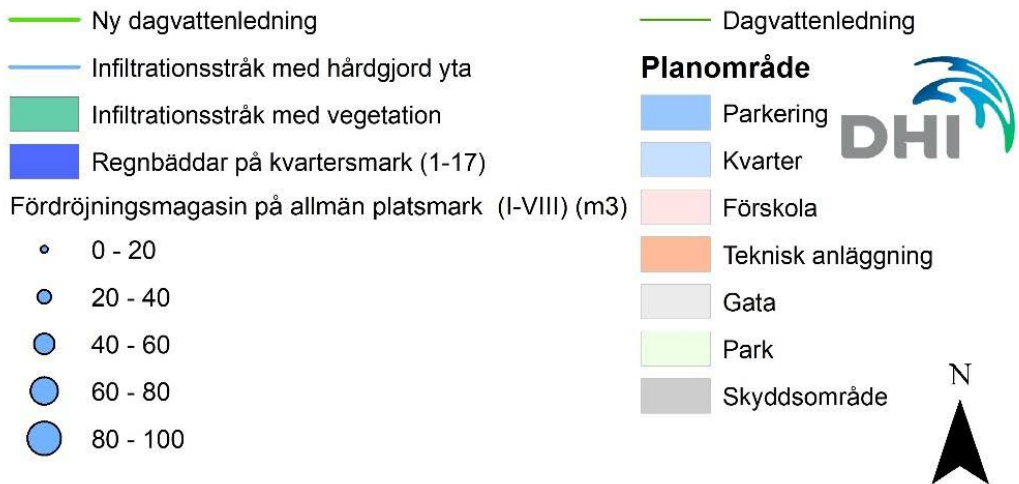 Ny dagvattenledning
Infiltrationsstråk med hårdgjord yta
Infiltrationsstråk med vegetation
Regnbäddar på kvartersmark (1-17)
Fördröjningsmagasin på allmän platsmark (I-VIII) (m3)
0 - 20
20 - 40
40 - 60
60 - 80
80 - 100
Dagvattenledning
Planområde
Parkering
Kvarter
Förskola
Teknisk anläggning
Gata
Park
Skyddsområde
DHI
N